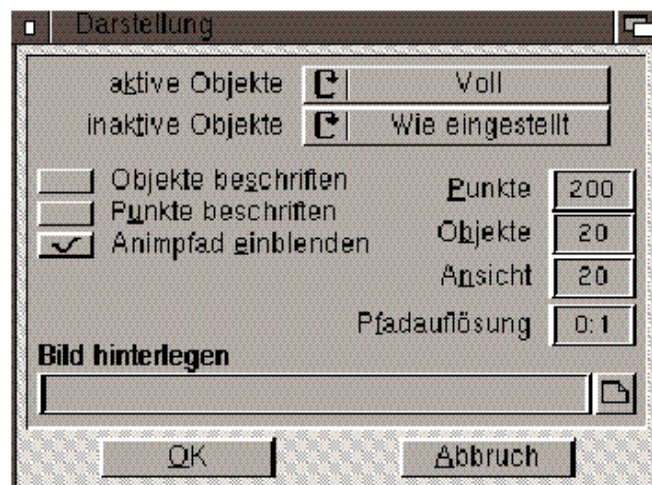 Darstellung
aktive Objekte Voll
inaktive Objekte Wie eingestellt
Objekte beschriften
Punkte beschriften
Animpfad einblenden
Punkte 200
Objekte 20
Ansicht 20
Pfadauflösung 0:1
Bild hinterlegen
OK Abbruch